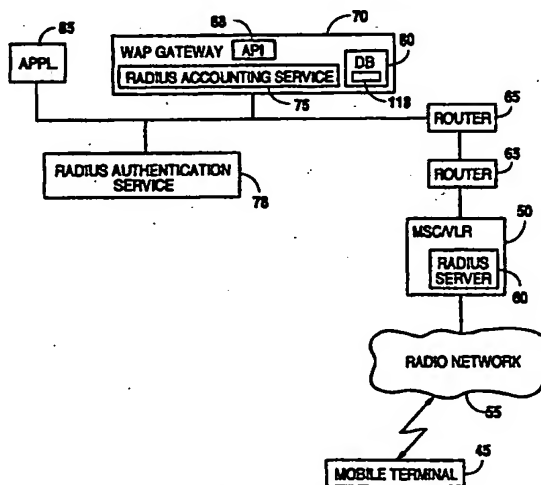 70
68
85
WAP GATEWAY
API
80
APPL.
DB
RADIUS ACCOUNTING SERVICE
118
75
65
ROUTER
RADIUS AUTHENTICATION
SERVICE
78
63
ROUTER
50
MSC/VLR
RADIUS
SERVER
60
RADIO NETWORK
55
45
MOBILE TERMINAL